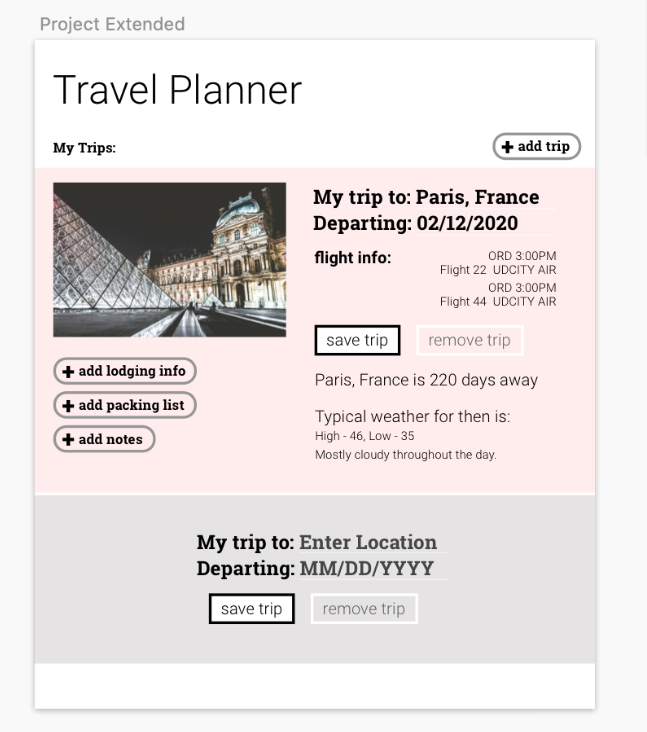 Project Extended
Travel Planner
My Trips:
+ add trip
My trip to: Paris, France
Departing: 02/12/2020
flight info:
ORD 3:00PM
Flight 22 UDCITY AIR
ORD 3:00PM
Flight 44 UDCITY AIR
save trip
remove trip
+ add lodging info
+ add packing list
+ add notes
Paris, France is 220 days away
Typical weather for then is:
High - 46, Low - 35
Mostly cloudy throughout the day.
My trip to: Enter Location
Departing: MM/DD/YYYY
save trip
remove trip